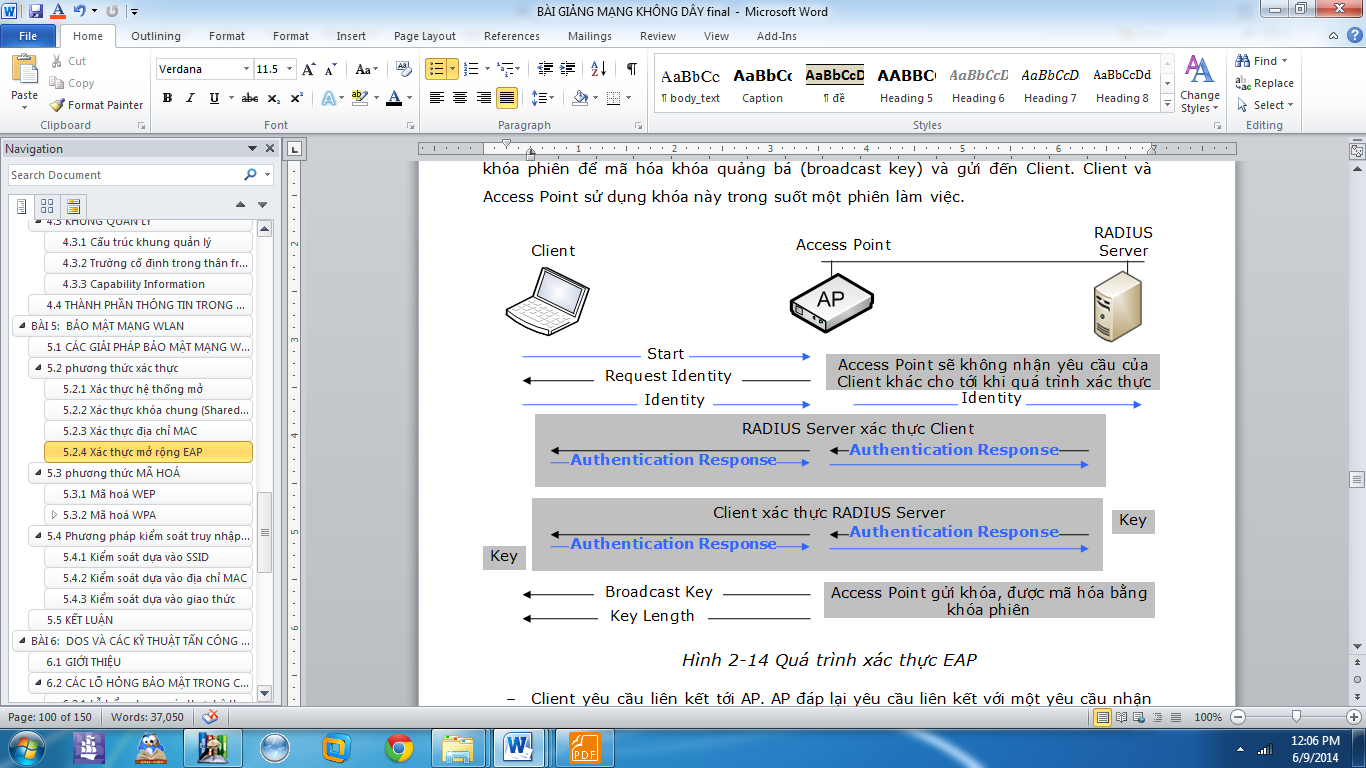 BÀI GIẢNG MẠNG KHÔNG DÂY final - Microsoft Word
File Home Outlining Format Format Insert Page Layout References Mailings Review View Add-Ins
Paste
Cut
Copy
Format Painter
Clipboard
Verdana 11.5
Font
Paragraph
AaBbCc AaBbCc AaBbCcD AABBC AaBbCcD AaBbCcD AaBbCcDd
¶ body_text Caption ¶ đề Heading 5 Heading 6 Heading 7 Heading 8
Styles
Change Styles
Find
Replace
Select
Editing
Navigation
Search Document
4.3 KHUNG QUẢN LÝ
4.3.1 Cấu trúc khung quản lý
4.3.2 Trường cố định trong thân fr...
4.3.3 Capability Information
4.4 THÀNH PHẦN THÔNG TIN TRONG ...
BÀI 5: BẢO MẬT MẠNG WLAN
5.1 CÁC GIẢI PHÁP BẢO MẬT MẠNG W...
5.2 phương thức xác thực
5.2.1 Xác thực hệ thống mở
5.2.2 Xác thực khóa chung (Shared...
5.2.3 Xác thực địa chỉ MAC
5.2.4 Xác thực mở rộng EAP
5.3 phương thức MÃ HOÁ
5.3.1 Mã hoá WEP
5.3.2 Mã hoá WPA
5.4 Phương pháp kiểm soát truy nhập...
5.4.1 Kiểm soát dựa vào SSID
5.4.2 Kiểm soát dựa vào địa chỉ MAC
5.4.3 Kiểm soát dựa vào giao thức
5.5 KẾT LUẬN
BÀI 6: DOS VÀ CÁC KỸ THUẬT TẤN CÔNG ...
6.1 GIỚI THIỆU
6.2 CÁC LỖ HỎNG BẢO MẬT TRONG C...
khóa phiên để mã hóa khóa quảng bá (broadcast key) và gửi đến Client. Client và
Access Point sử dụng khóa này trong suốt một phiên làm việc.
Client
Access Point
RADIUS
Server
AP
Start
Request Identity
Access Point sẽ không nhận yêu cầu của
Client khác cho tới khi quá trình xác thực
Identity
Identity
RADIUS Server xác thực Client
Authentication Response
Authentication Response
Client xác thực RADIUS Server
Authentication Response
Authentication Response
Key
Key
Broadcast Key
Key Length
Access Point gửi khóa, được mã hóa bằng
khóa phiên
Hình 2-14 Quá trình xác thực EAP
– Client yêu cầu liên kết tới AP. AP đáp lại yêu cầu liên kết với một yêu cầu nhận
Page: 100 of 150 Words: 37,050
100%
PDF
12:06 PM
6/9/2014